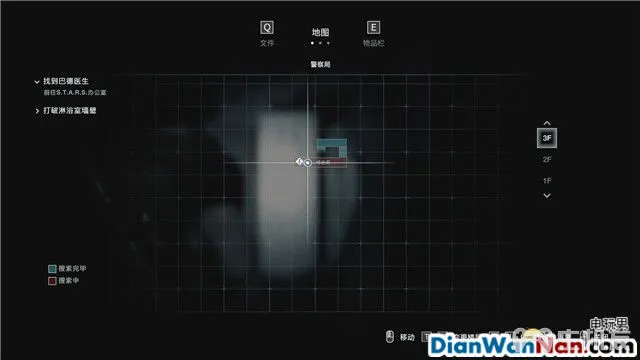 Q
E
文件
地图
物品栏
警察局
找到巴德医生
前往S.T.A.R.S.办公室
打破淋浴室墙壁
3F
2F
1F
搜索完毕
搜索中
移动
电玩男
DianWanNan.com